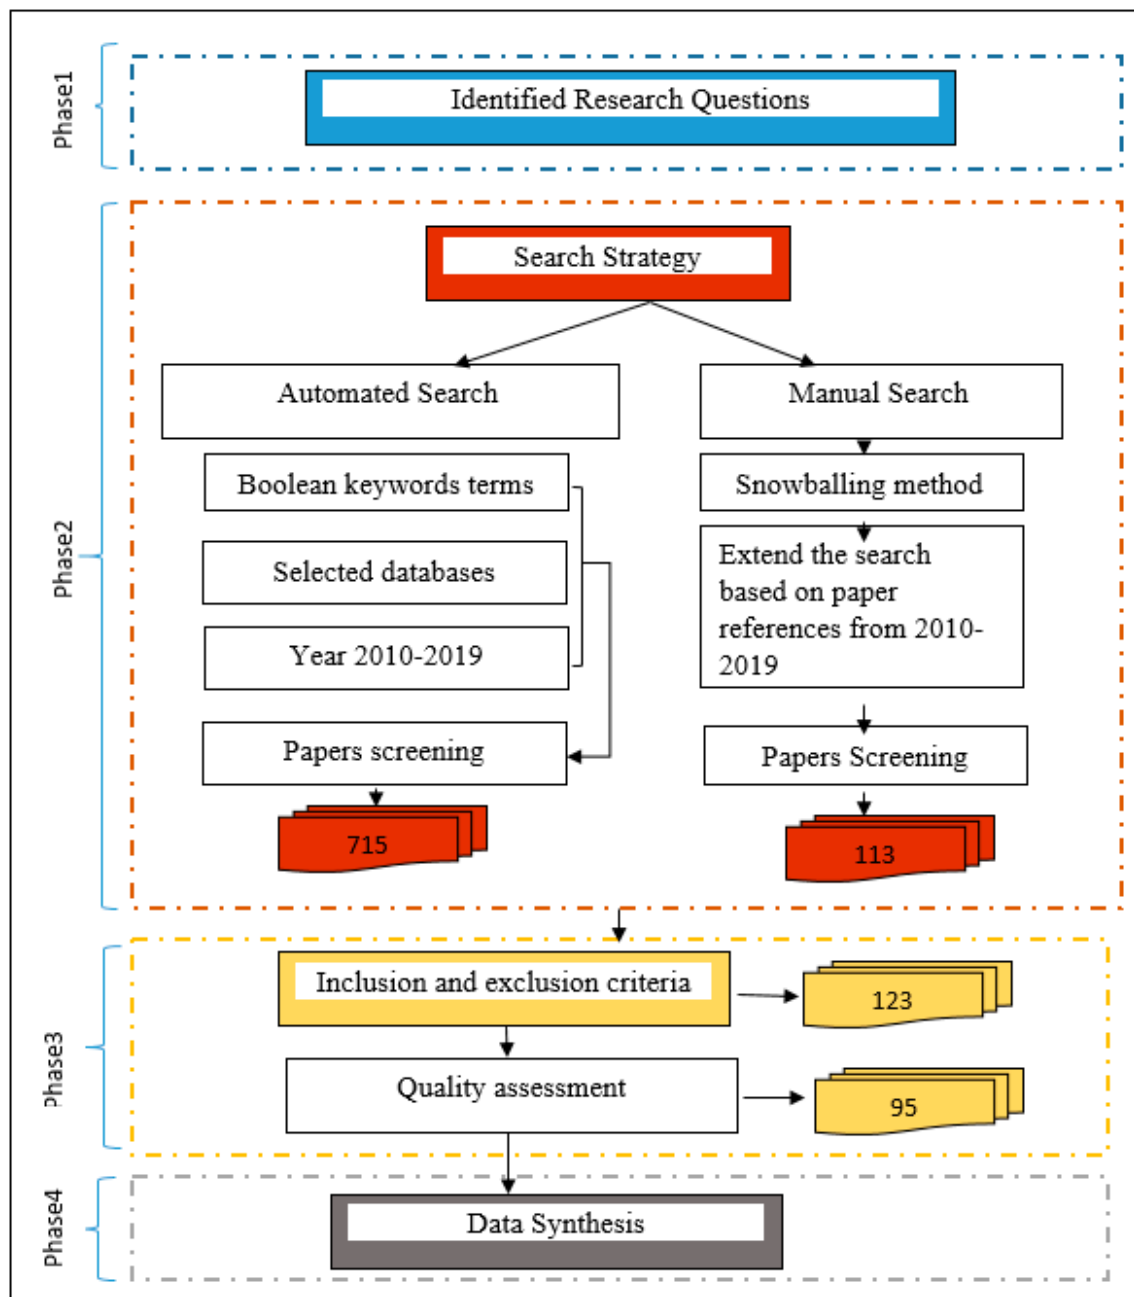 Phase1
Identified Research Questions
Phase2
Search Strategy
Automated Search
Manual Search
Boolean keywords terms
Snowballing method
Selected databases
Extend the search
based on paper
references from 2010-
2019
Year 2010-2019
Papers screening
Papers Screening
715
113
Phase3
Inclusion and exclusion criteria
123
Quality assessment
95
Phase4
Data Synthesis